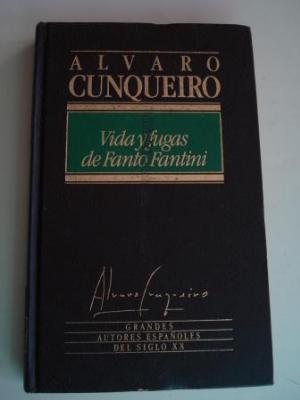 ALVARO
CUNQUEIRO
Vida y fugas
de Fanto Fantini
Alvaro Cunqueiro
GRANDES
AUTORES ESPAÑOLES
DEL SIGLO XX